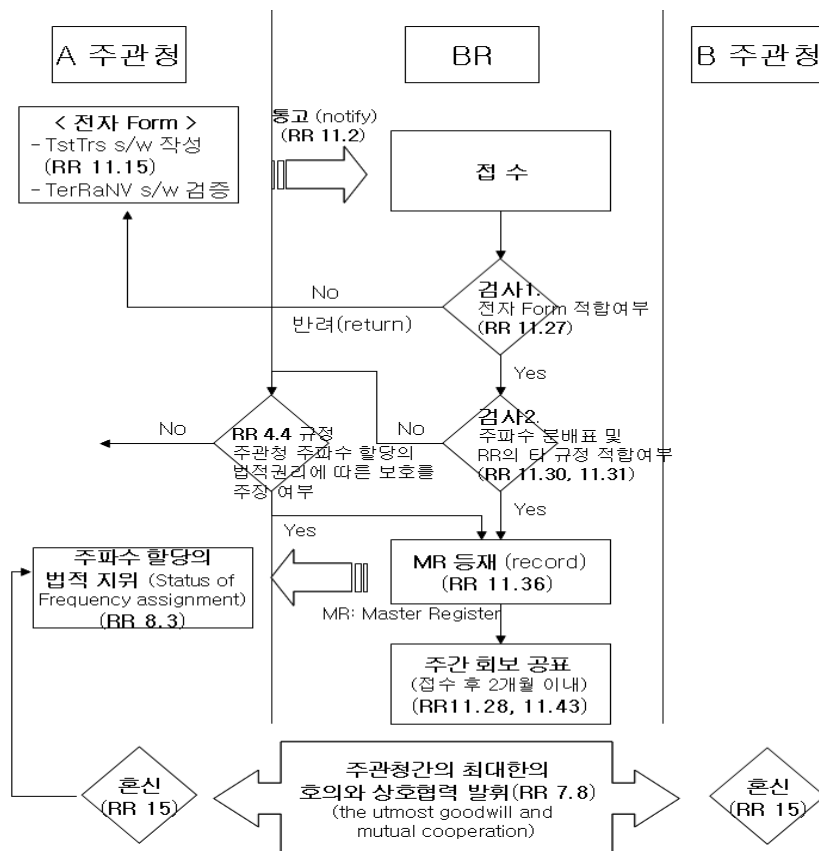 A 주관청
BR
B 주관청
< 전자 Form >
- TstTrs s/w 작성
(RR 11.15)
- TerRaNV s/w 검증
통고 (notify)
(RR 11.2)
접 수
No
반려(return)
검사1.
전자 Form 적합여부
(RR 11.27)
Yes
No
RR 4.4 규정
주관청 주파수 할당의
법적권리에 따른 보호를
주장 여부
No
검사2.
주파수 분배표 및
RR의 타 규정 적합여부
(RR 11.30, 11.31)
Yes
Yes
주파수 할당의
법적 지위 (Status of
Frequency assignment)
(RR 8.3)
MR 등재 (record)
(RR 11.36)
MR: Master Register
주간 회보 공표
(접수 후 2개월 이내)
(RR11.28, 11.43)
혼신
(RR 15)
주관청간의 최대한의
호의와 상호협력 발휘(RR 7.8)
(the utmost goodwill and
mutual cooperation)
혼신
(RR 15)